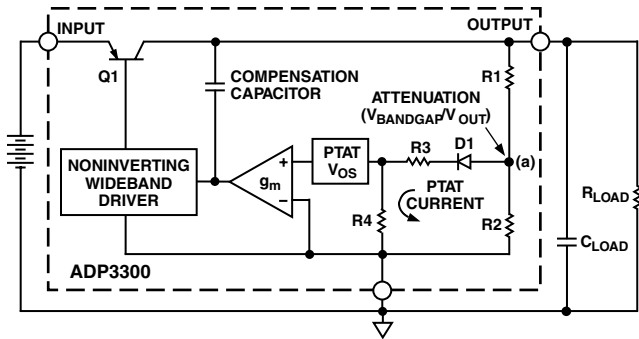 INPUT
OUTPUT
Q1
COMPENSATION
CAPACITOR
R1
ATTENUATION
(VBANDGAP/VOUT)
R3
D1
(a)
NONINVERTING
WIDEBAND
DRIVER
gm
+
−
PTAT
VOS
PTAT
CURRENT
R4
R2
RLOAD
CLOAD
ADP3300